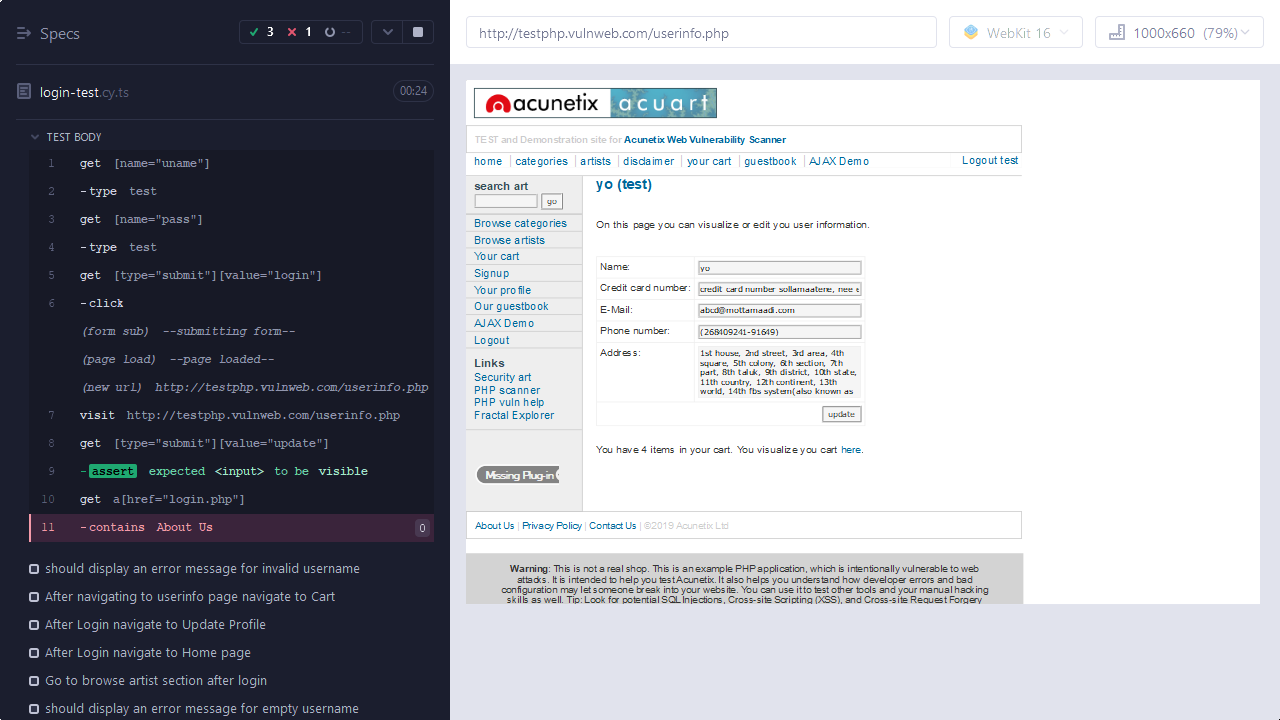 Specs
3
1
--
login-test.cy.ts
00:24
TEST BODY
1 get [name="uname"]
2 -type test
3 get [name="pass"]
4 -type test
5 get [type="submit"][value="login"]
6 -click
(form sub) --submitting form--
(page load) --page loaded--
(new url) http://testphp.vulnweb.com/userinfo.php
7 visit http://testphp.vulnweb.com/userinfo.php
8 get [type="submit"][value="update"]
9 -assert expected <input> to be visible
10 get a[href="login.php"]
11 -contains About Us 0
should display an error message for invalid username
After navigating to userinfo page navigate to Cart
After Login navigate to Update Profile
After Login navigate to Home page
Go to browse artist section after login
should display an error message for empty username
http://testphp.vulnweb.com/userinfo.php
WebKit 16
1000x660 (79%)
acunetix acuart
TEST and Demonstration site for Acunetix Web Vulnerability Scanner
home | categories | artists | disclaimer | your cart | guestbook | AJAX Demo
Logout test
search art
go
Browse categories
Browse artists
Your cart
Signup
Your profile
Our guestbook
AJAX Demo
Logout
Links
Security art
PHP scanner
PHP vuln help
Fractal Explorer
Missing Plug-in
yo (test)
On this page you can visualize or edit you user information.
Name: yo
Credit card number: credit card number sollamaatene, nee e
E-Mail: abcd@mottamaadi.com
Phone number: (268409241-91649)
Address: 1st house, 2nd street, 3rd area, 4th
square, 5th colony, 6th section, 7th
part, 8th taluk, 9th district, 10th state,
11th country, 12th continent, 13th
world, 14th fbs system(also known as
update
You have 4 items in your cart. You visualize you cart here.
About Us | Privacy Policy | Contact Us | ©2019 Acunetix Ltd
Warning: This is not a real shop. This is an example PHP application, which is intentionally vulnerable to web
attacks. It is intended to help you test Acunetix. It also helps you understand how developer errors and bad
configuration may let someone break into your website. You can use it to test other tools and your manual hacking
skills as well. Tip: Look for potential SQL Injections, Cross-site Scripting (XSS), and Cross-site Request Forgery